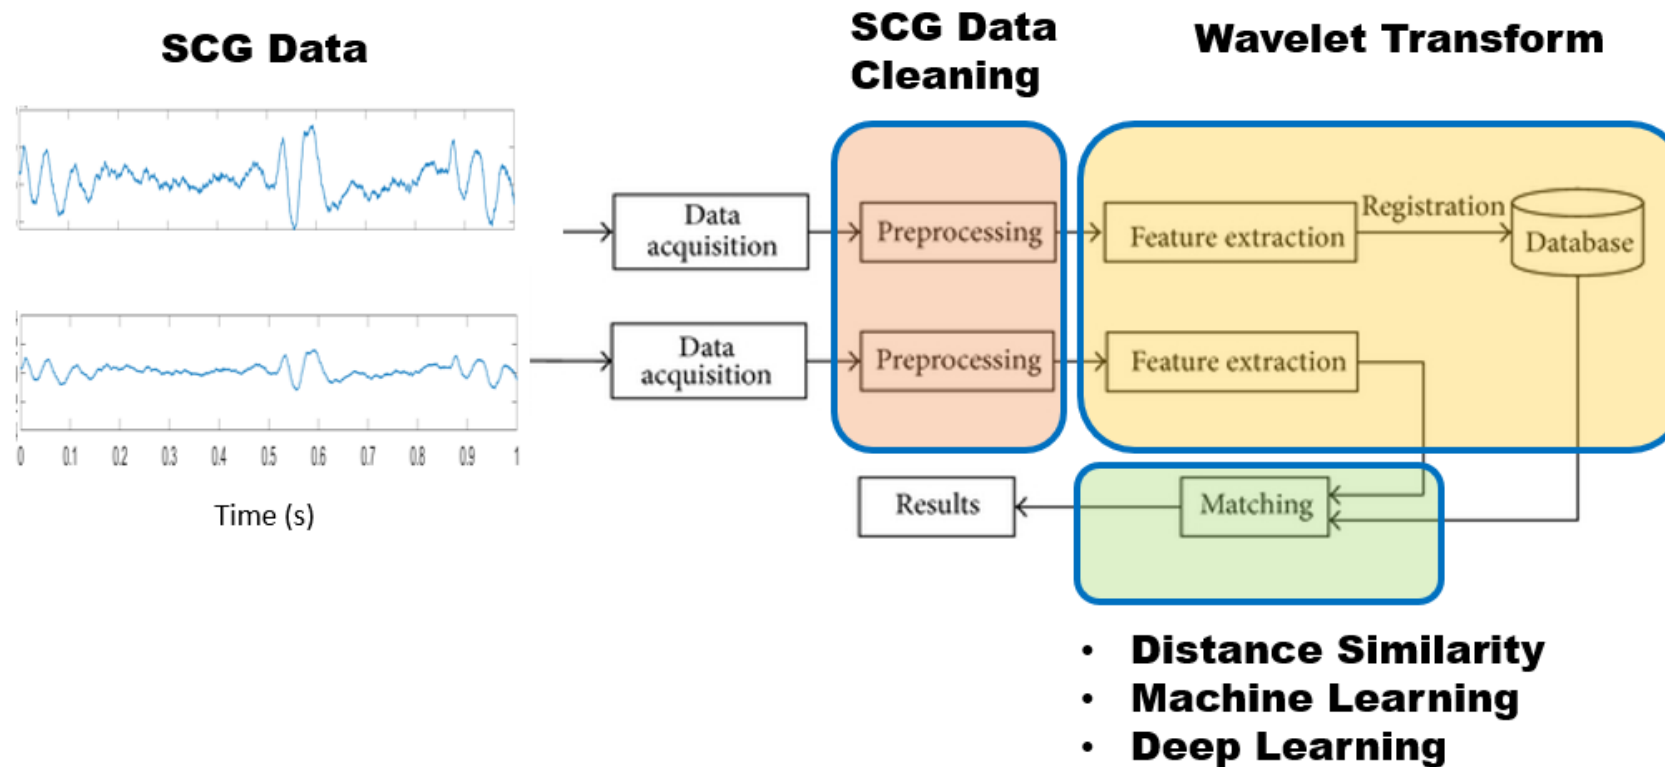 SCG Data
SCG Data
Cleaning
Wavelet Transform
Data
acquisition
Preprocessing
Feature extraction
Registration
Database
Data
acquisition
Preprocessing
Feature extraction
0 0.1 0.2 0.3 0.4 0.5 0.6 0.7 0.8 0.9 1
Time (s)
Results
Matching
• Distance Similarity
• Machine Learning
• Deep Learning